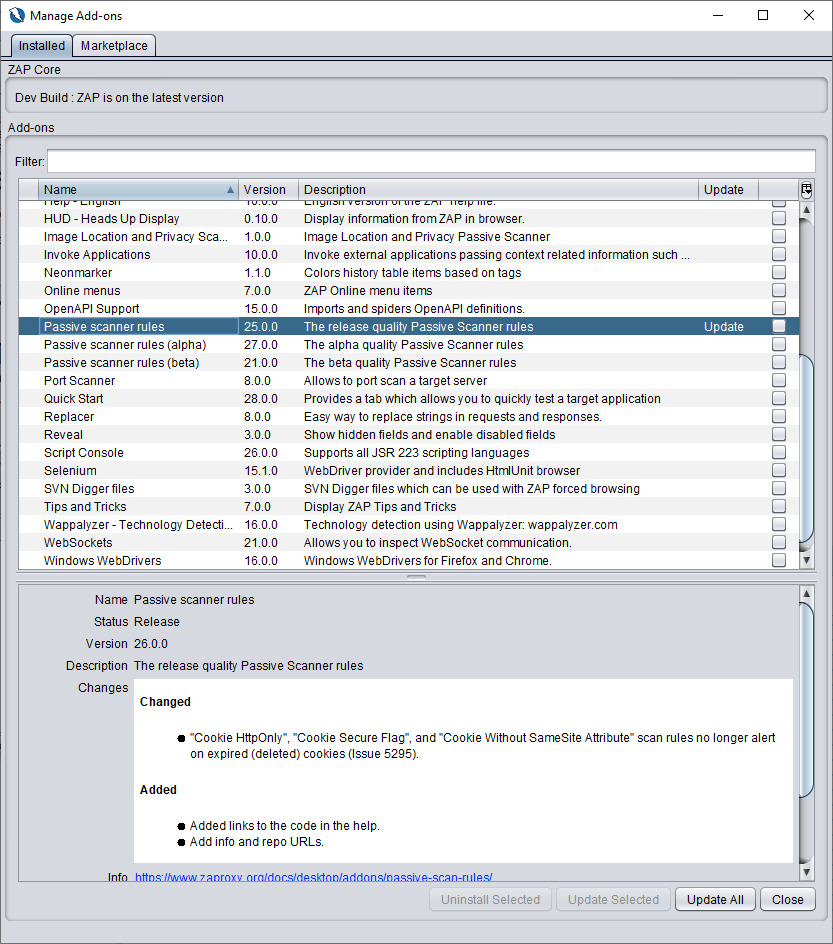 Manage Add-ons
Installed Marketplace
ZAP Core
Dev Build : ZAP is on the latest version
Add-ons
Filter:
Name Version Description Update
Help - English 10.0.0 English version of the ZAP help file.
HUD - Heads Up Display 0.10.0 Display information from ZAP in browser.
Image Location and Privacy Sca... 1.0.0 Image Location and Privacy Passive Scanner
Invoke Applications 10.0.0 Invoke external applications passing context related information such ...
Neonmarker 1.1.0 Colors history table items based on tags
Online menus 7.0.0 ZAP Online menu items
OpenAPI Support 15.0.0 Imports and spiders OpenAPI definitions.
Passive scanner rules 25.0.0 The release quality Passive Scanner rules Update
Passive scanner rules (alpha) 27.0.0 The alpha quality Passive Scanner rules
Passive scanner rules (beta) 21.0.0 The beta quality Passive Scanner rules
Port Scanner 8.0.0 Allows to port scan a target server
Quick Start 28.0.0 Provides a tab which allows you to quickly test a target application
Replacer 8.0.0 Easy way to replace strings in requests and responses.
Reveal 3.0.0 Show hidden fields and enable disabled fields
Script Console 26.0.0 Supports all JSR 223 scripting languages
Selenium 15.1.0 WebDriver provider and includes HtmlUnit browser
SVN Digger files 3.0.0 SVN Digger files which can be used with ZAP forced browsing
Tips and Tricks 7.0.0 Display ZAP Tips and Tricks
Wappalyzer - Technology Detecti... 16.0.0 Technology detection using Wappalyzer: wappalyzer.com
WebSockets 21.0.0 Allows you to inspect WebSocket communication.
Windows WebDrivers 16.0.0 Windows WebDrivers for Firefox and Chrome.
Name Passive scanner rules
Status Release
Version 26.0.0
Description The release quality Passive Scanner rules
Changes
Changed
● "Cookie HttpOnly", "Cookie Secure Flag", and "Cookie Without SameSite Attribute" scan rules no longer alert
on expired (deleted) cookies (Issue 5295).
Added
● Added links to the code in the help.
● Add info and repo URLs.
Info https://www.zaproxy.org/docs/desktop/addons/passive-scan-rules/
Uninstall Selected Update Selected Update All Close